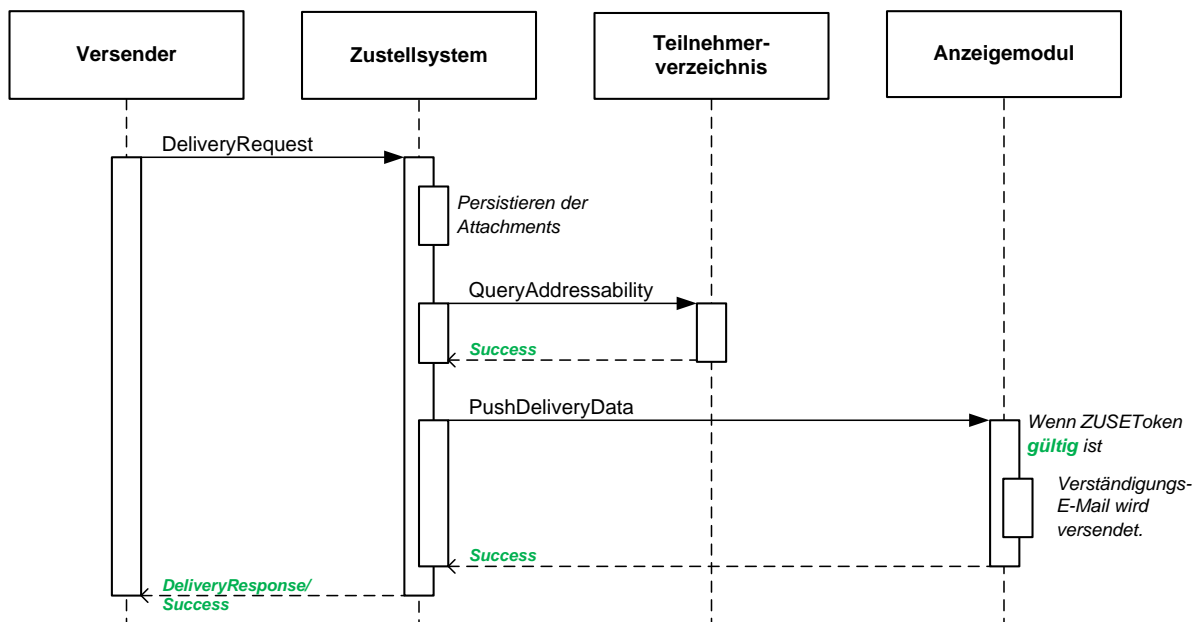 Versender
Zustellsystem
Teilnehmer-
verzeichnis
Anzeigemodul
DeliveryRequest
Persistieren der
Attachments
QueryAddressability
Success
PushDeliveryData
Wenn ZUSEToken
gültig ist
Verständigungs-
E-Mail wird
versendet.
Success
DeliveryResponse/
Success